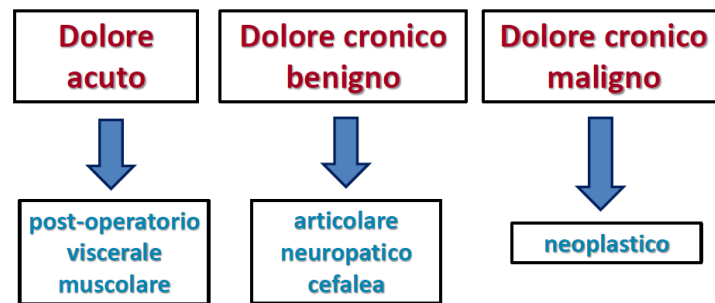 Dolore
acuto
Dolore cronico
benigno
Dolore cronico
maligno
post-operatorio
viscerale
muscolare
articolare
neuropatico
cefalea
neoplastico